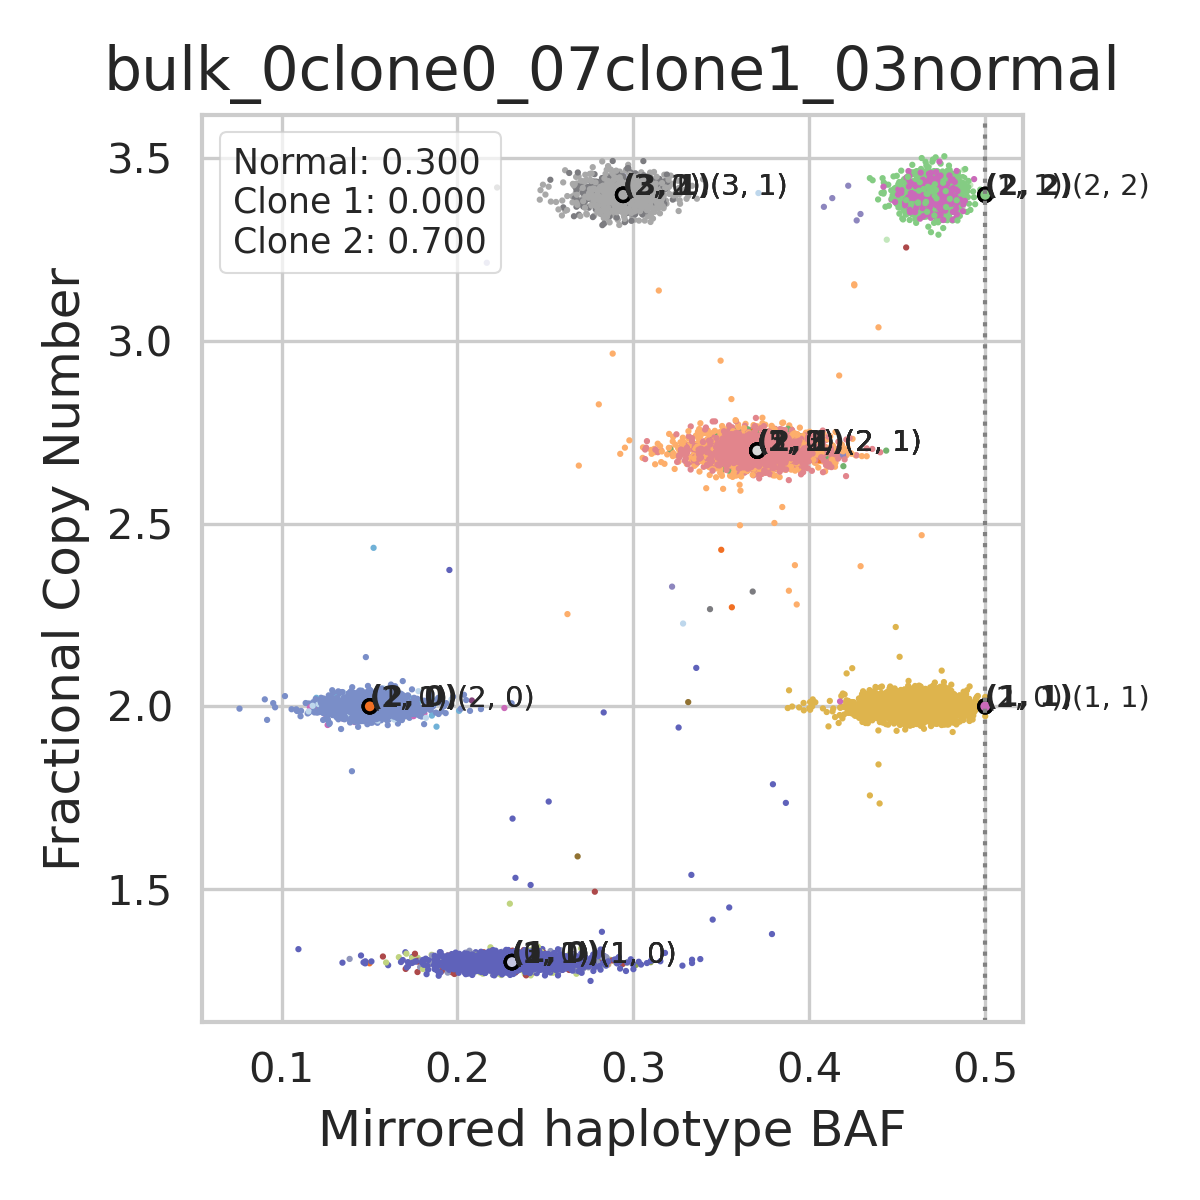 bulk_0clone0_07clone1_03normal
Normal: 0.300
Clone 1: 0.000
Clone 2: 0.700
3.5
3.0
2.5
2.0
1.5
(3, 1)
(2, 2)
(2, 1)
(2, 0)
(1, 1)
(1, 0)
0.1 0.2 0.3 0.4 0.5
Fractional Copy Number
Mirrored haplotype BAF